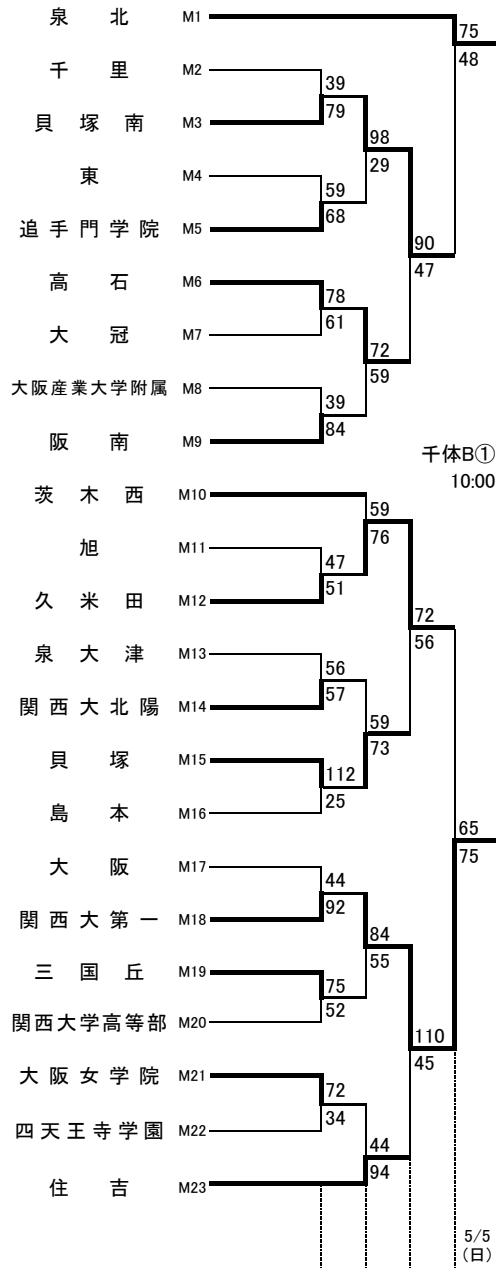 泉北 M1
75
48
千里 M2
39
79
貝塚南 M3
98
29
東 M4
59
68
追手門学院 M5
90
47
高石 M6
78
61
大冠 M7
72
59
大阪産業大学附属 M8
39
84
阪南 M9
千体B①
10:00
茨木西 M10
59
76
旭 M11
47
51
久米田 M12
72
56
泉大津 M13
56
57
関西大北陽 M14
59
73
貝塚 M15
112
25
島本 M16
65
75
大阪 M17
44
92
関西大第一 M18
84
55
三国丘 M19
75
52
関西大学高等部 M20
110
45
大阪女学院 M21
72
34
四天王寺学園 M22
44
94
住吉 M23
5/5
(日)